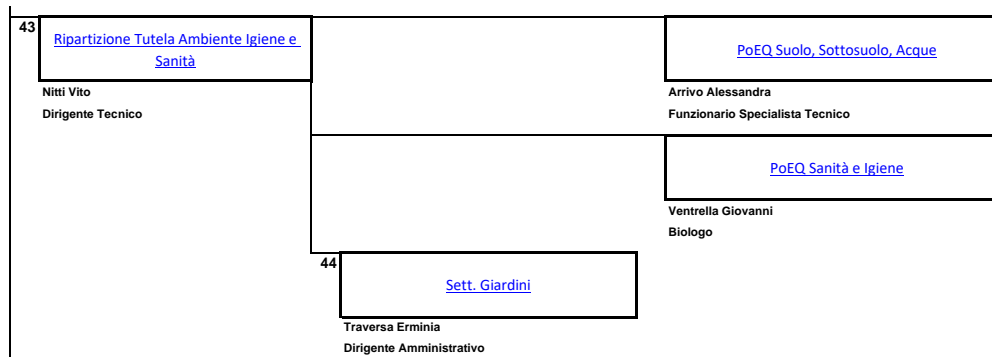 43
Ripartizione Tutela Ambiente Igiene e
Sanità
Nitti Vito
Dirigente Tecnico
PoEQ Suolo, Sottosuolo, Acque
Arrivo Alessandra
Funzionario Specialista Tecnico
PoEQ Sanità e Igiene
Ventrella Giovanni
Biologo
44
Sett. Giardini
Traversa Erminia
Dirigente Amministrativo